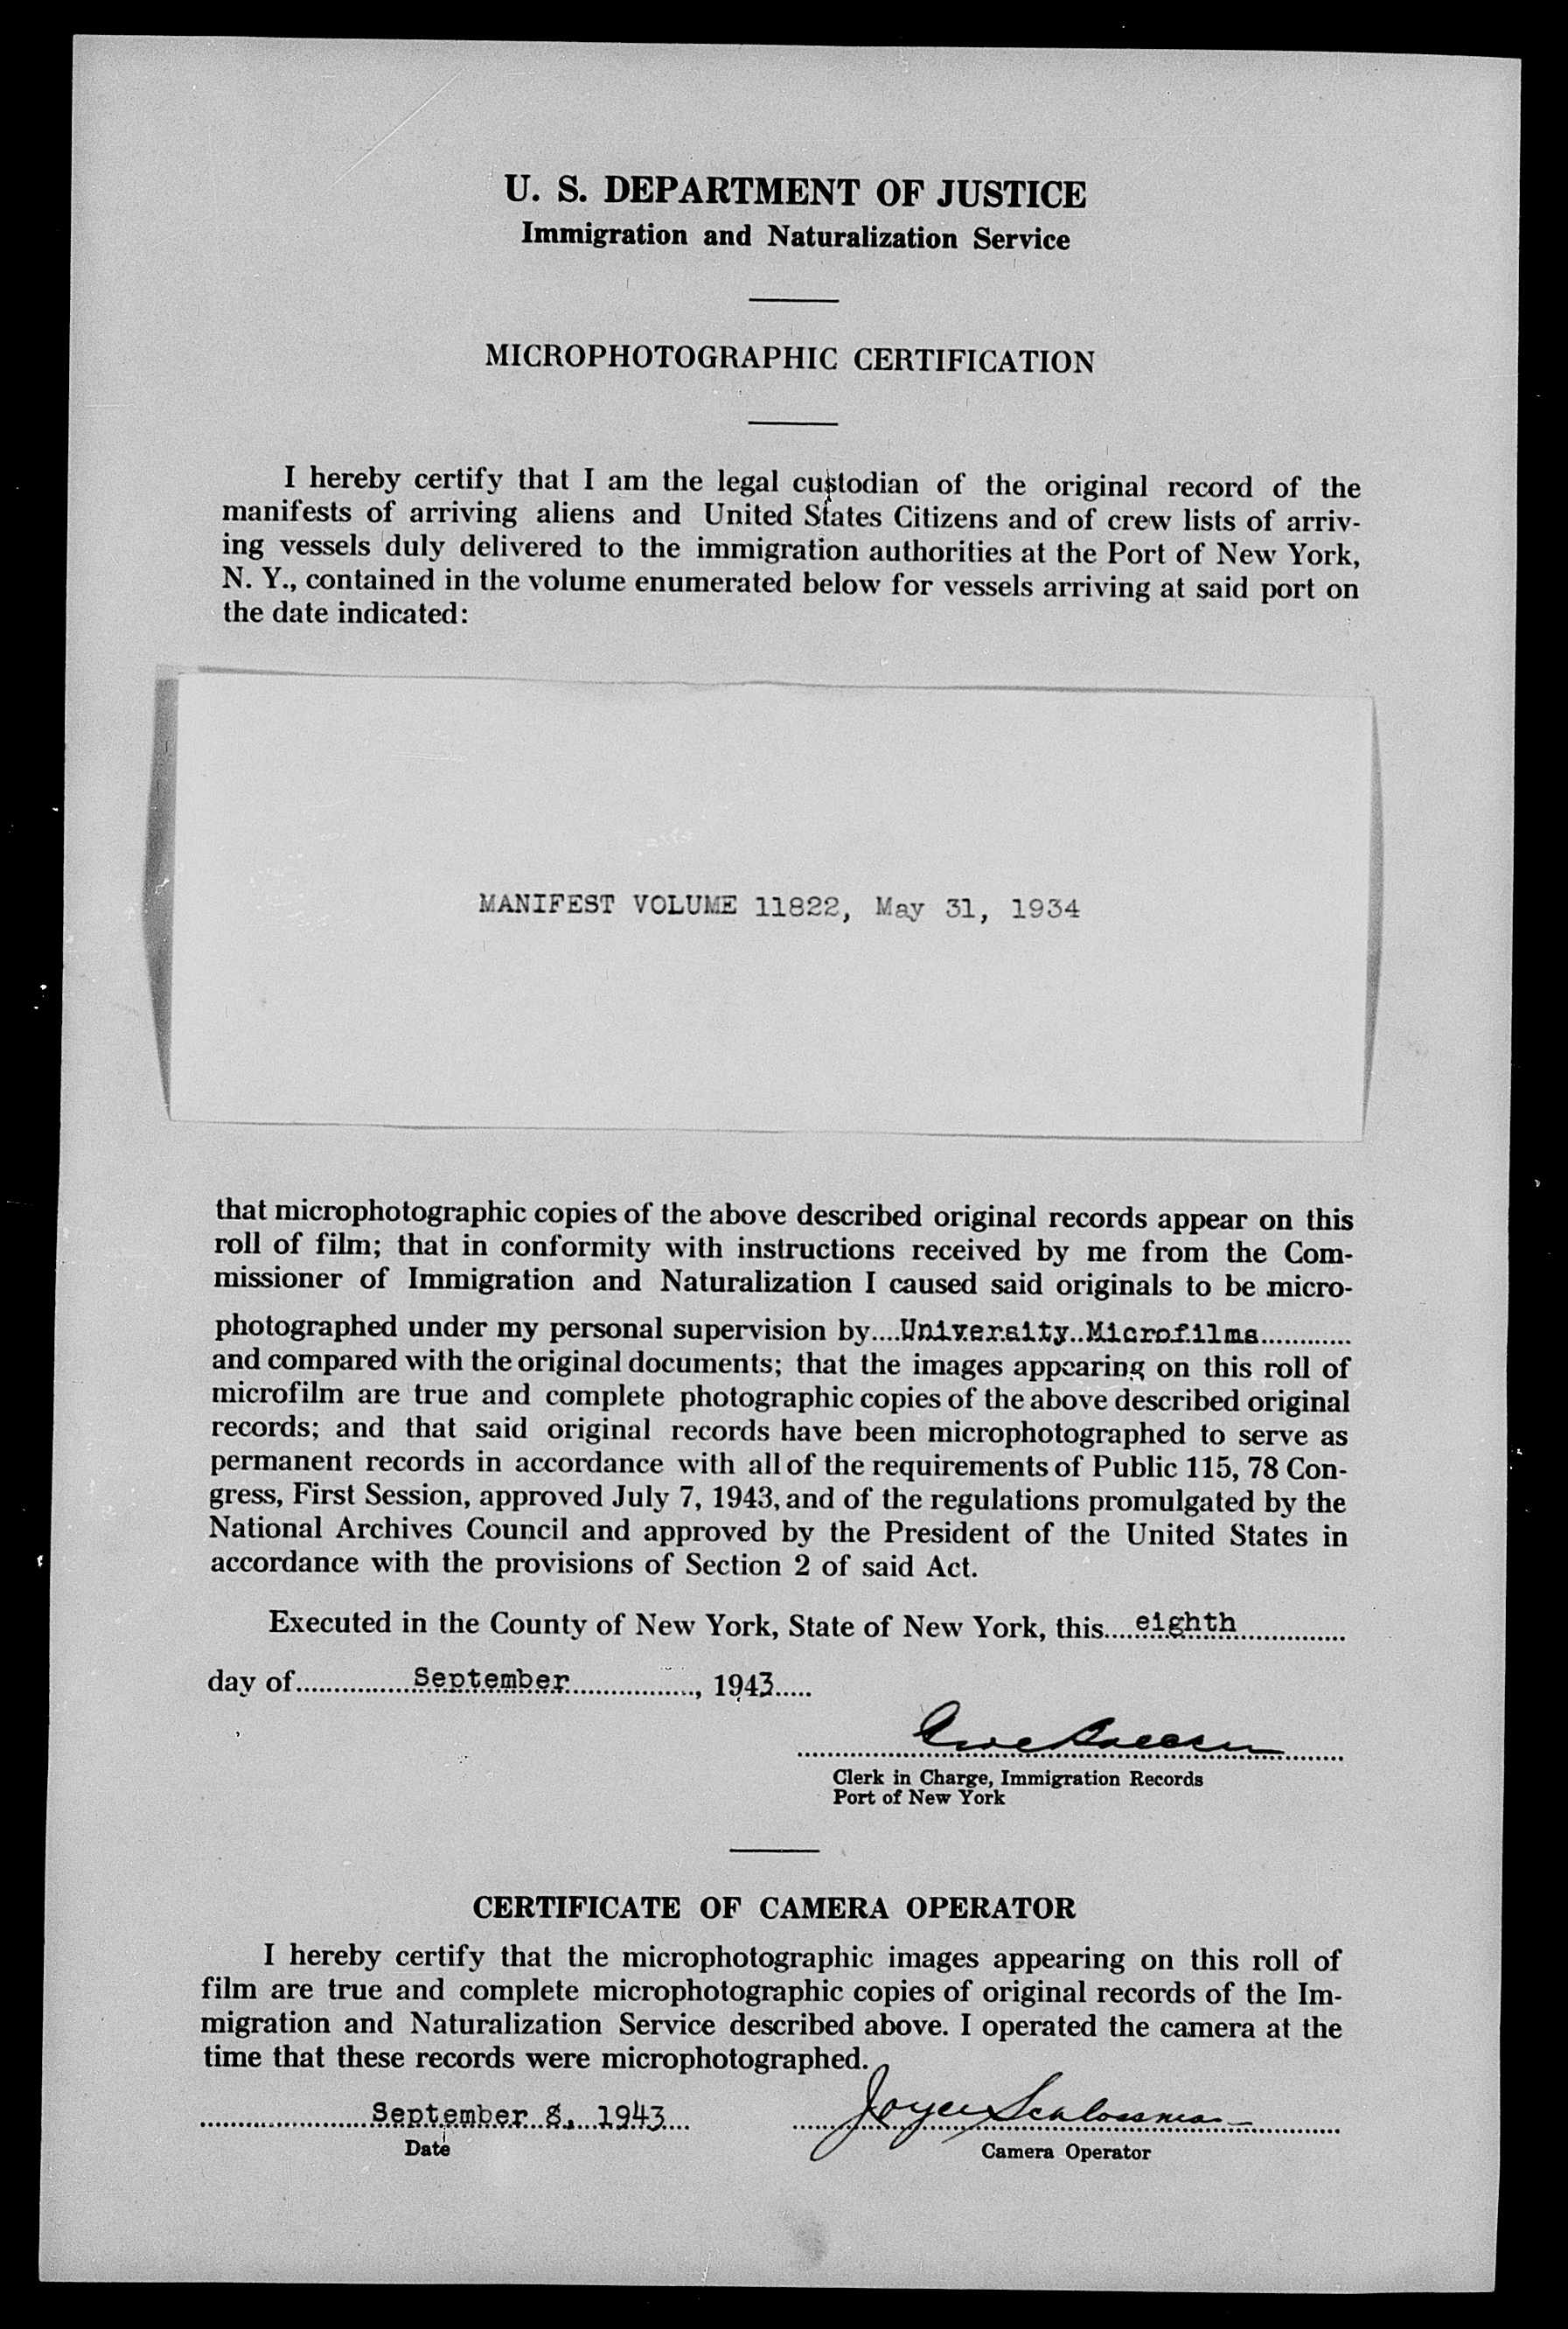 U. S. DEPARTMENT OF JUSTICE
Immigration and Naturalization Service
MICROPHOTOGRAPHIC CERTIFICATION
I hereby certify that I am the legal custodian of the original record of the
manifests of arriving aliens and United States Citizens and of crew lists of arriv-
ing vessels duly delivered to the immigration authorities at the Port of New York,
N. Y., contained in the volume enumerated below for vessels arriving at said port on
the date indicated:
MANIFEST VOLUME 11822, May 31, 1934
that microphotographic copies of the above described original records appear on this
roll of film; that in conformity with instructions received by me from the Com-
missioner of Immigration and Naturalization I caused said originals to be micro-
photographed under my personal supervision by....University Microfilms............
and compared with the original documents; that the images appearing on this roll of
microfilm are true and complete photographic copies of the above described original
records; and that said original records have been microphotographed to serve as
permanent records in accordance with all of the requirements of Public 115, 78 Con-
gress, First Session, approved July 7, 1943, and of the regulations promulgated by the
National Archives Council and approved by the President of the United States in
accordance with the provisions of Section 2 of said Act.
Executed in the County of New York, State of New York, this....eighth..............
day of...............September................., 1943.....
Clerk in Charge, Immigration Records
Port of New York
CERTIFICATE OF CAMERA OPERATOR
I hereby certify that the microphotographic images appearing on this roll of
film are true and complete microphotographic copies of original records of the Im-
migration and Naturalization Service described above. I operated the camera at the
time that these records were microphotographed.
September 8, 1943 Joyce Schlossman
Date
Camera Operator